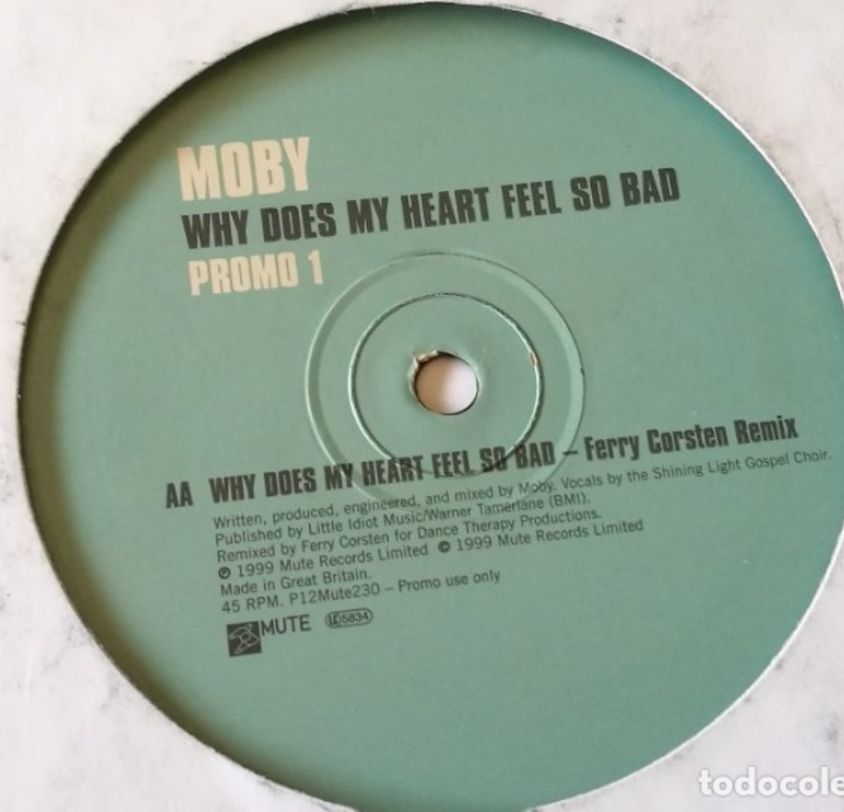 MOBY
WHY DOES MY HEART FEEL SO BAD
PROMO 1
AA WHY DOES MY HEART FEEL SO BAD – Ferry Corsten Remix
Written, produced, engineered, and mixed by Moby. Vocals by the Shining Light Gospel Choir.
Published by Little Idiot Music/Warner Tamerlane (BMI).
Remixed by Ferry Corsten for Dance Therapy Productions.
℗ 1999 Mute Records Limited © 1999 Mute Records Limited
Made in Great Britain.
45 RPM. P12Mute230 – Promo use only
MUTE LC5834
todocole